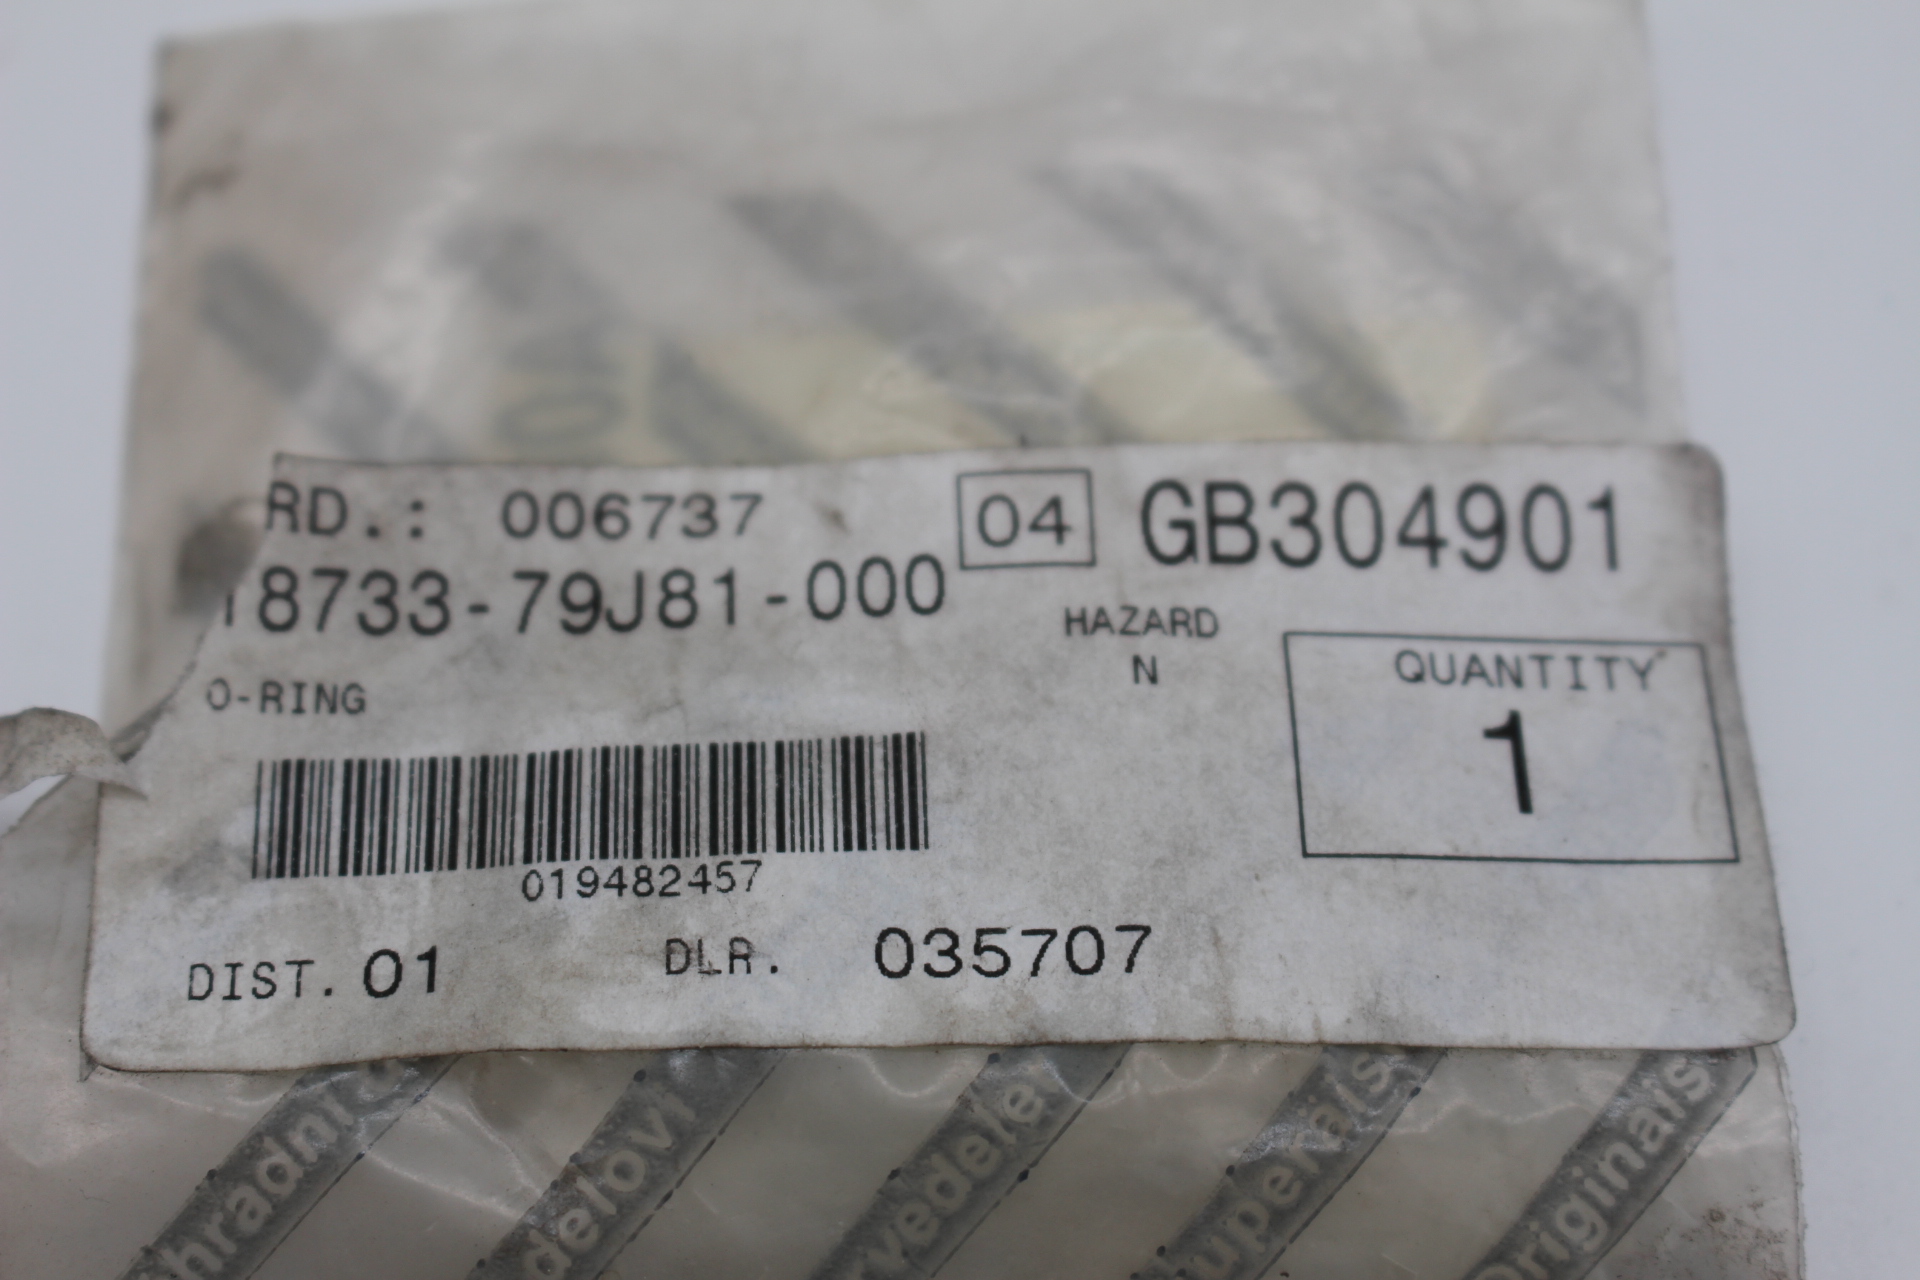 RD.: 006737 04 GB304901
18733-79J81-000
HAZARD
N
O-RING
QUANTITY
1
019482457
DIST. 01 DLR. 035707